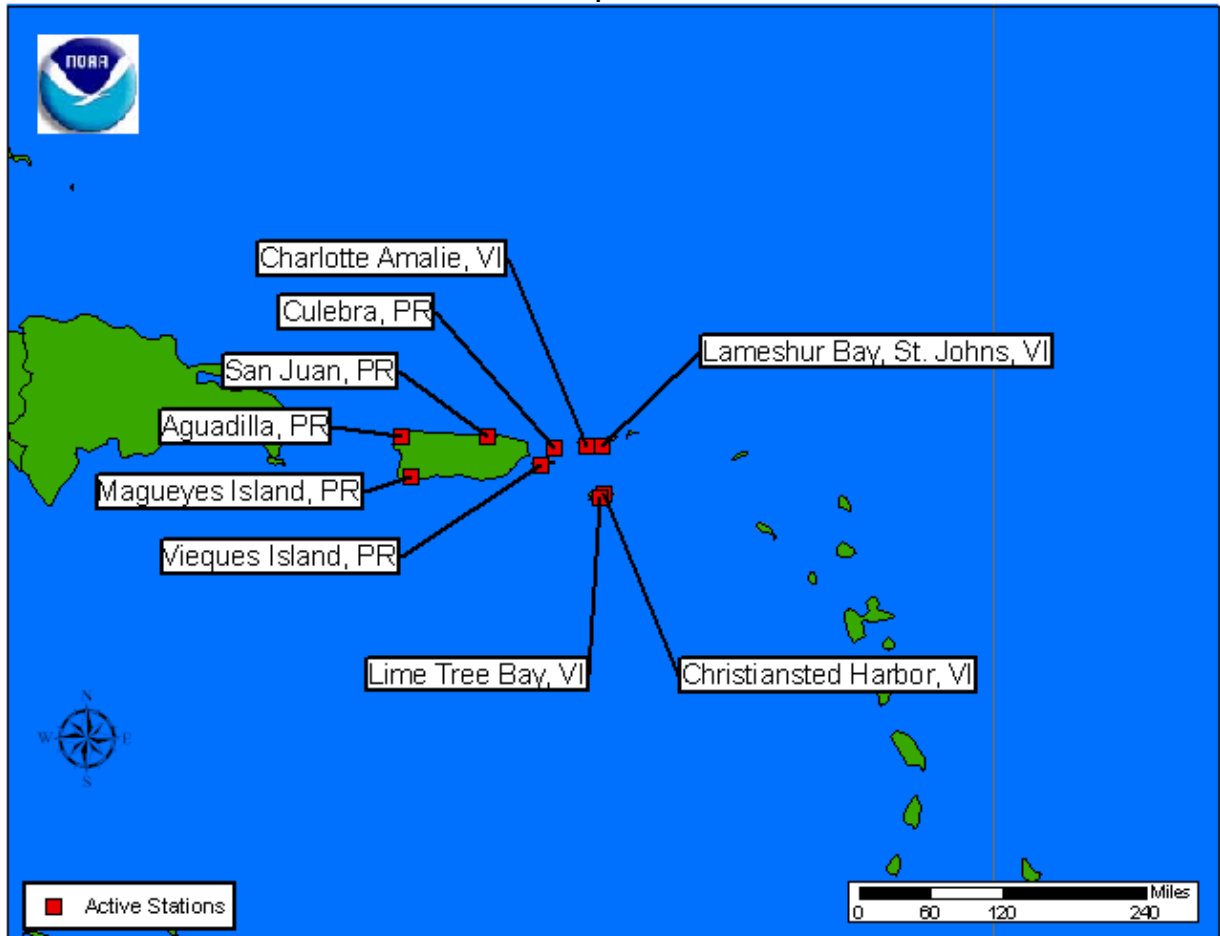 NOAA
Charlotte Amalie, VI
Culebra, PR
Lameshur Bay, St. Johns, VI
San Juan, PR
Aguadilla, PR
Magueyes Island, PR
Vieques Island, PR
Lime Tree Bay, VI
Christiansted Harbor, VI
N
W E
S
Active Stations
Miles
0 60 120 240